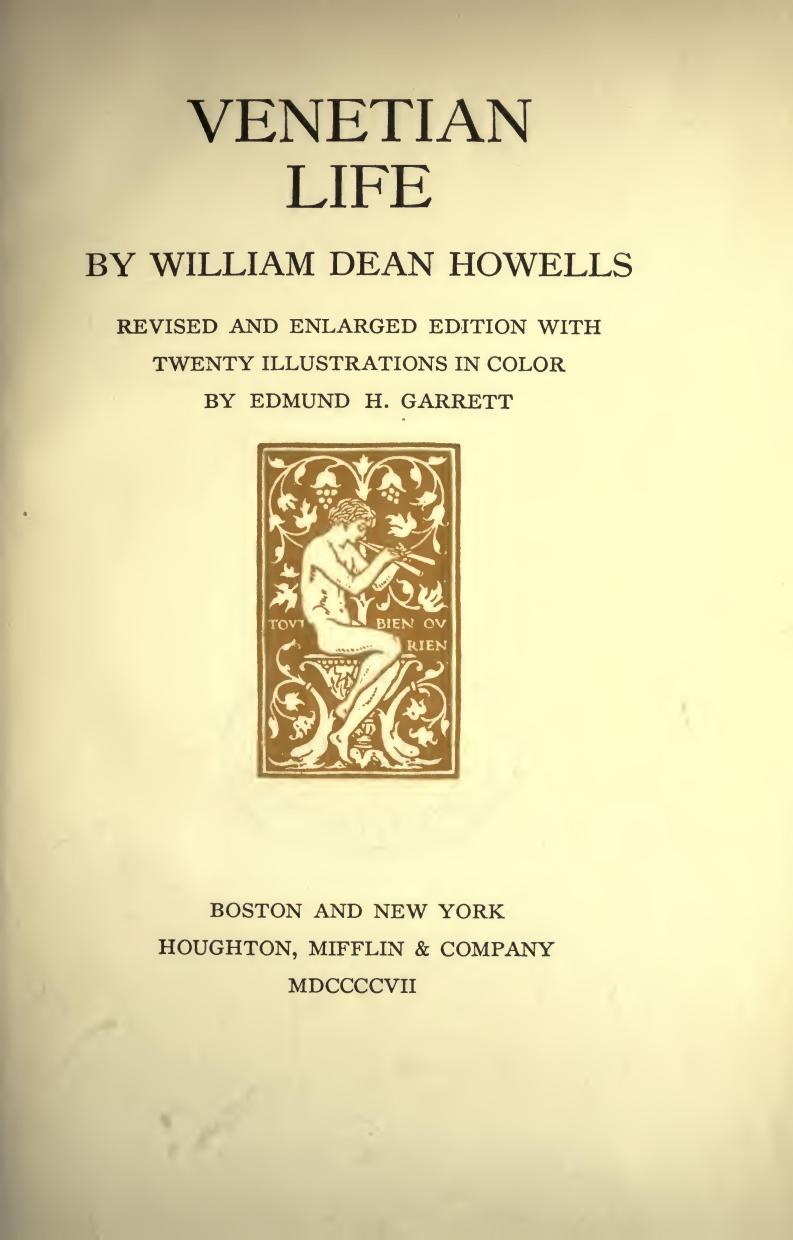 VENETIAN
LIFE
BY WILLIAM DEAN HOWELLS
REVISED AND ENLARGED EDITION WITH
TWENTY ILLUSTRATIONS IN COLOR
BY EDMUND H. GARRETT
TOVT BIEN OV
RIEN
BOSTON AND NEW YORK
HOUGHTON, MIFFLIN & COMPANY
MDCCCCVII